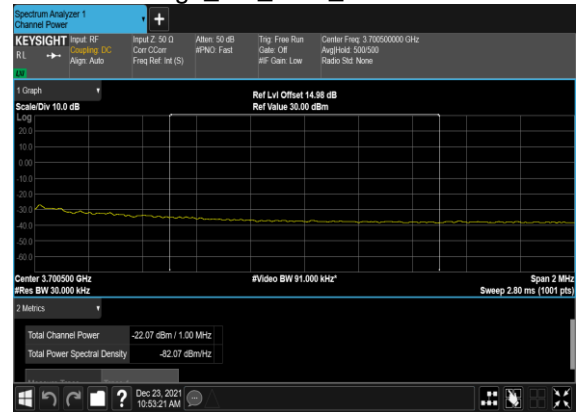 Spectrum Analyzer 1
Channel Power
+
KEYSIGHT Input: RF Input Z: 50 Ω Atten: 50 dB Trig: Free Run Center Freq: 3.700500000 GHz
RL Coupling: DC Corr CCorr #PNO: Fast Gate: Off Avg|Hold: 500/500
Align: Auto Freq Ref: Int (S) #IF Gain: Low Radio Std: None
1 Graph
Ref Lvl Offset 14.98 dB
Scale/Div 10.0 dB Ref Value 30.00 dBm
Log
20.0
10.0
0.00
-10.0
-20.0
-30.0
-40.0
-50.0
-60.0
Center 3.700500 GHz #Video BW 91.000 kHz* Span 2 MHz
#Res BW 30.000 kHz Sweep 2.80 ms (1001 pts)
2 Metrics
Total Channel Power -22.07 dBm / 1.00 MHz
Total Power Spectral Density -82.07 dBm/Hz
? Dec 23, 2021
10:53:21 AM